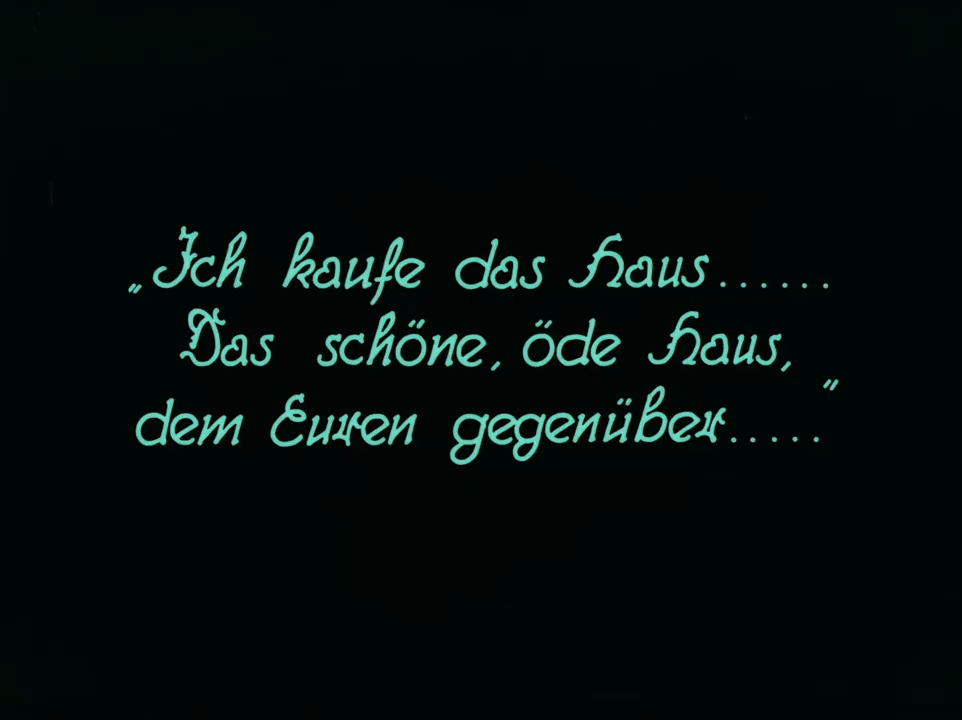 „Ich kaufe das Haus......
Das schöne, öde Haus,
dem Euren gegenüber.....”